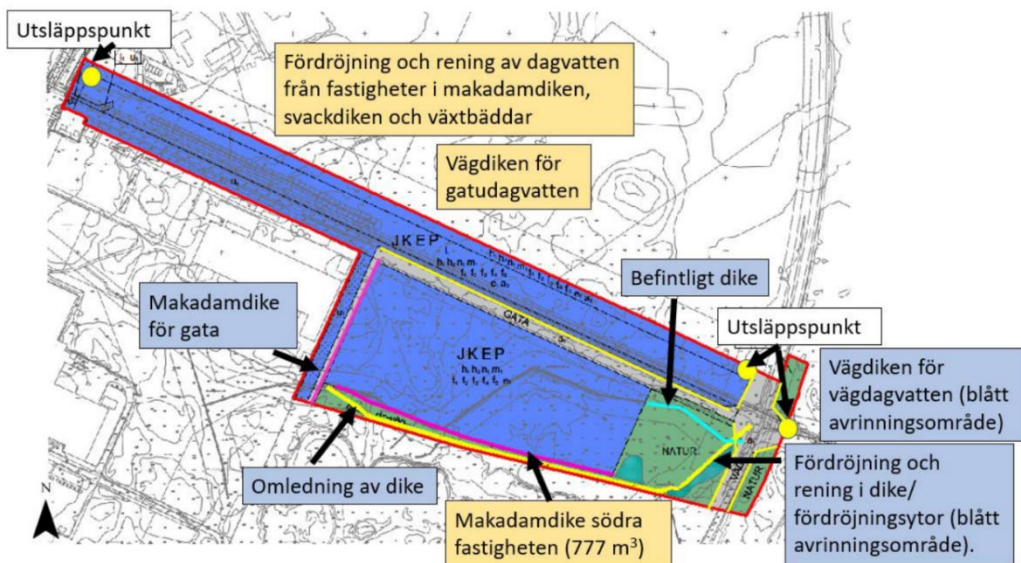 Utsläppspunkt
Fördröjning och rening av dagvatten
från fastigheter i makadamdiken,
svackdiken och växtbäddar
Vägdiken för
gatudagvatten
JKEP
Befintligt dike
Makadamdike
för gata
GATA
Utsläppspunkt
JKEP
Vägdiken för
vägdagvatten (blått
avrinningsområde)
NATUR
NATUR
Omledning av dike
Fördröjning och
rening i dike/
fördröjningsytor (blått
avrinningsområde).
Makadamdike södra
fastigheten (777 m³)
N